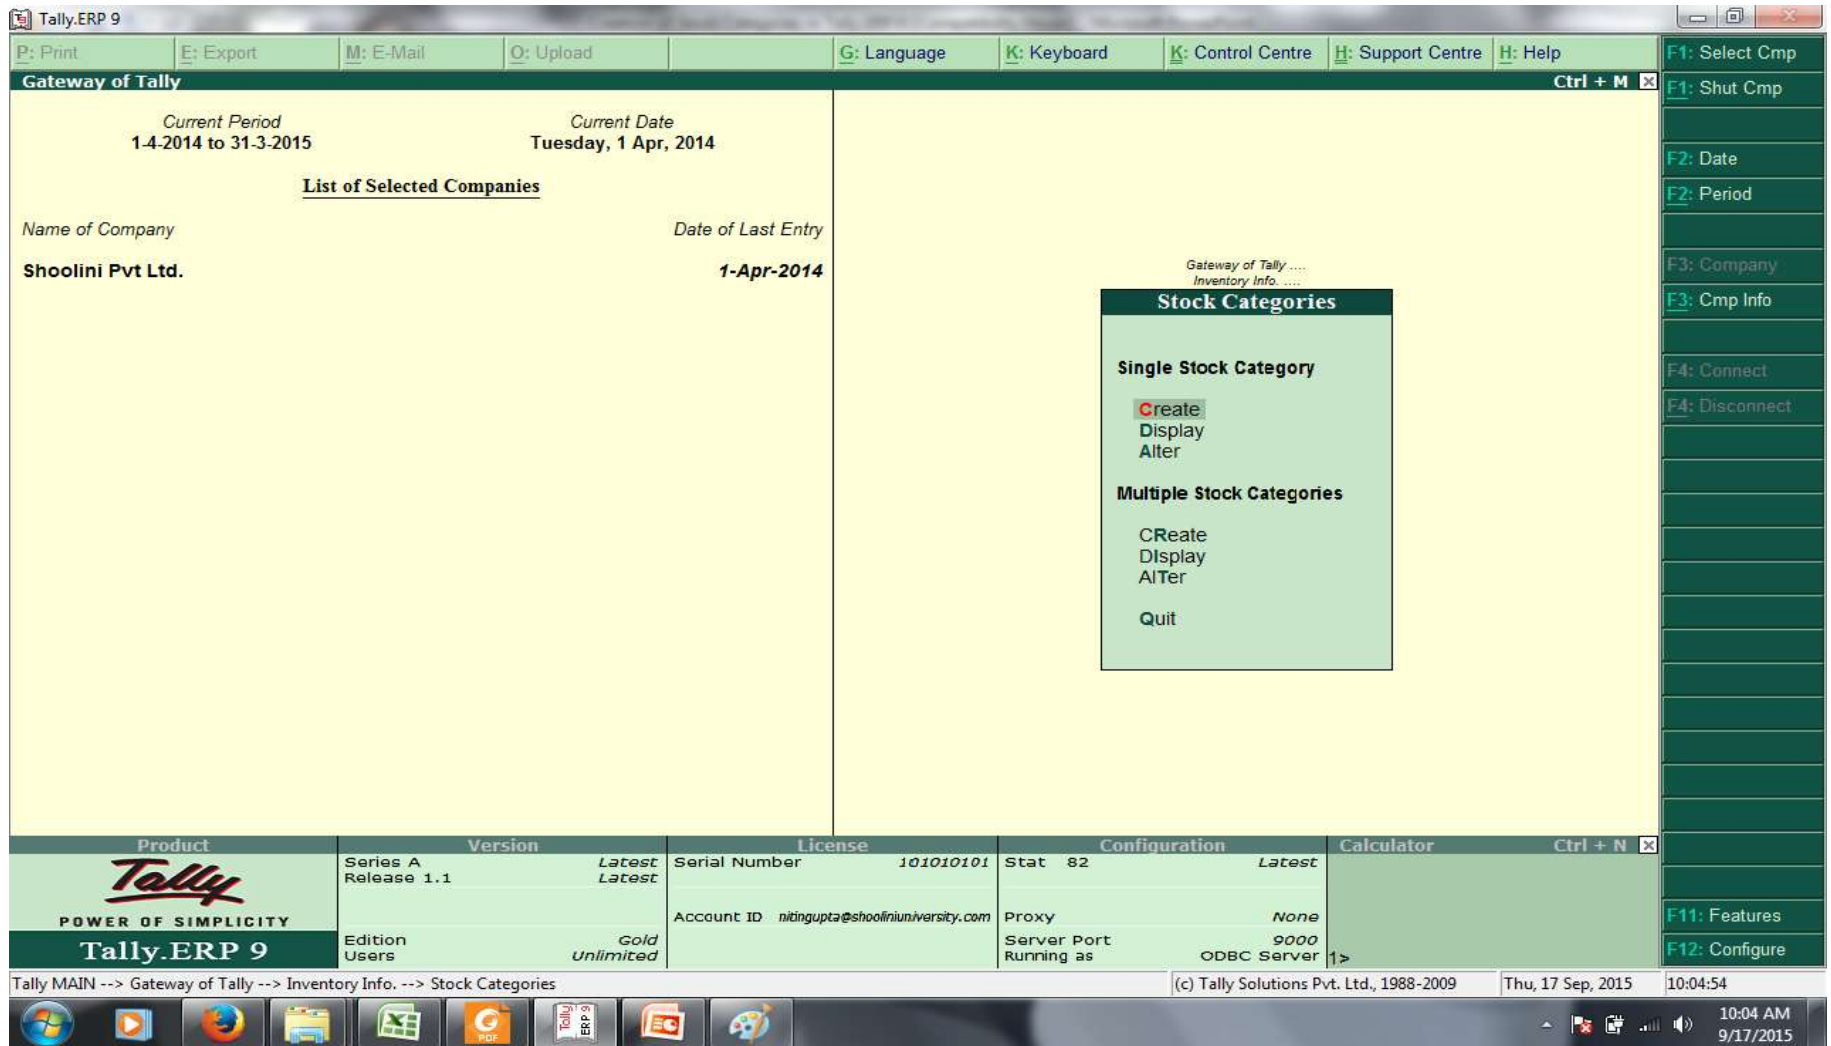 Tally.ERP 9
P: Print E: Export M: E-Mail O: Upload G: Language K: Keyboard K: Control Centre H: Support Centre H: Help
Gateway of Tally Ctrl + M
Current Period Current Date
1-4-2014 to 31-3-2015 Tuesday, 1 Apr, 2014
List of Selected Companies
Name of Company Date of Last Entry
Shoolini Pvt Ltd. 1-Apr-2014
Gateway of Tally ....
Inventory Info. ....
Stock Categories
Single Stock Category
Create
Display
Alter
Multiple Stock Categories
CReate
DIsplay
AlTer
Quit
F1: Select Cmp
F1: Shut Cmp
F2: Date
F2: Period
F3: Company
F3: Cmp Info
F4: Connect
F4: Disconnect
F11: Features
F12: Configure
Product Version License Configuration Calculator Ctrl + N
Tally
POWER OF SIMPLICITY
Tally.ERP 9
Series A Latest
Release 1.1 Latest
Edition Gold
Users Unlimited
Serial Number 101010101
Account ID nitingupta@shooliniuniversity.com
Stat 82 Latest
Proxy None
Server Port 9000
Running as ODBC Server
1>
Tally MAIN --> Gateway of Tally --> Inventory Info. --> Stock Categories (c) Tally Solutions Pvt. Ltd., 1988-2009 Thu, 17 Sep, 2015 10:04:54
PDF
Tally
ERP 9
10:04 AM
9/17/2015